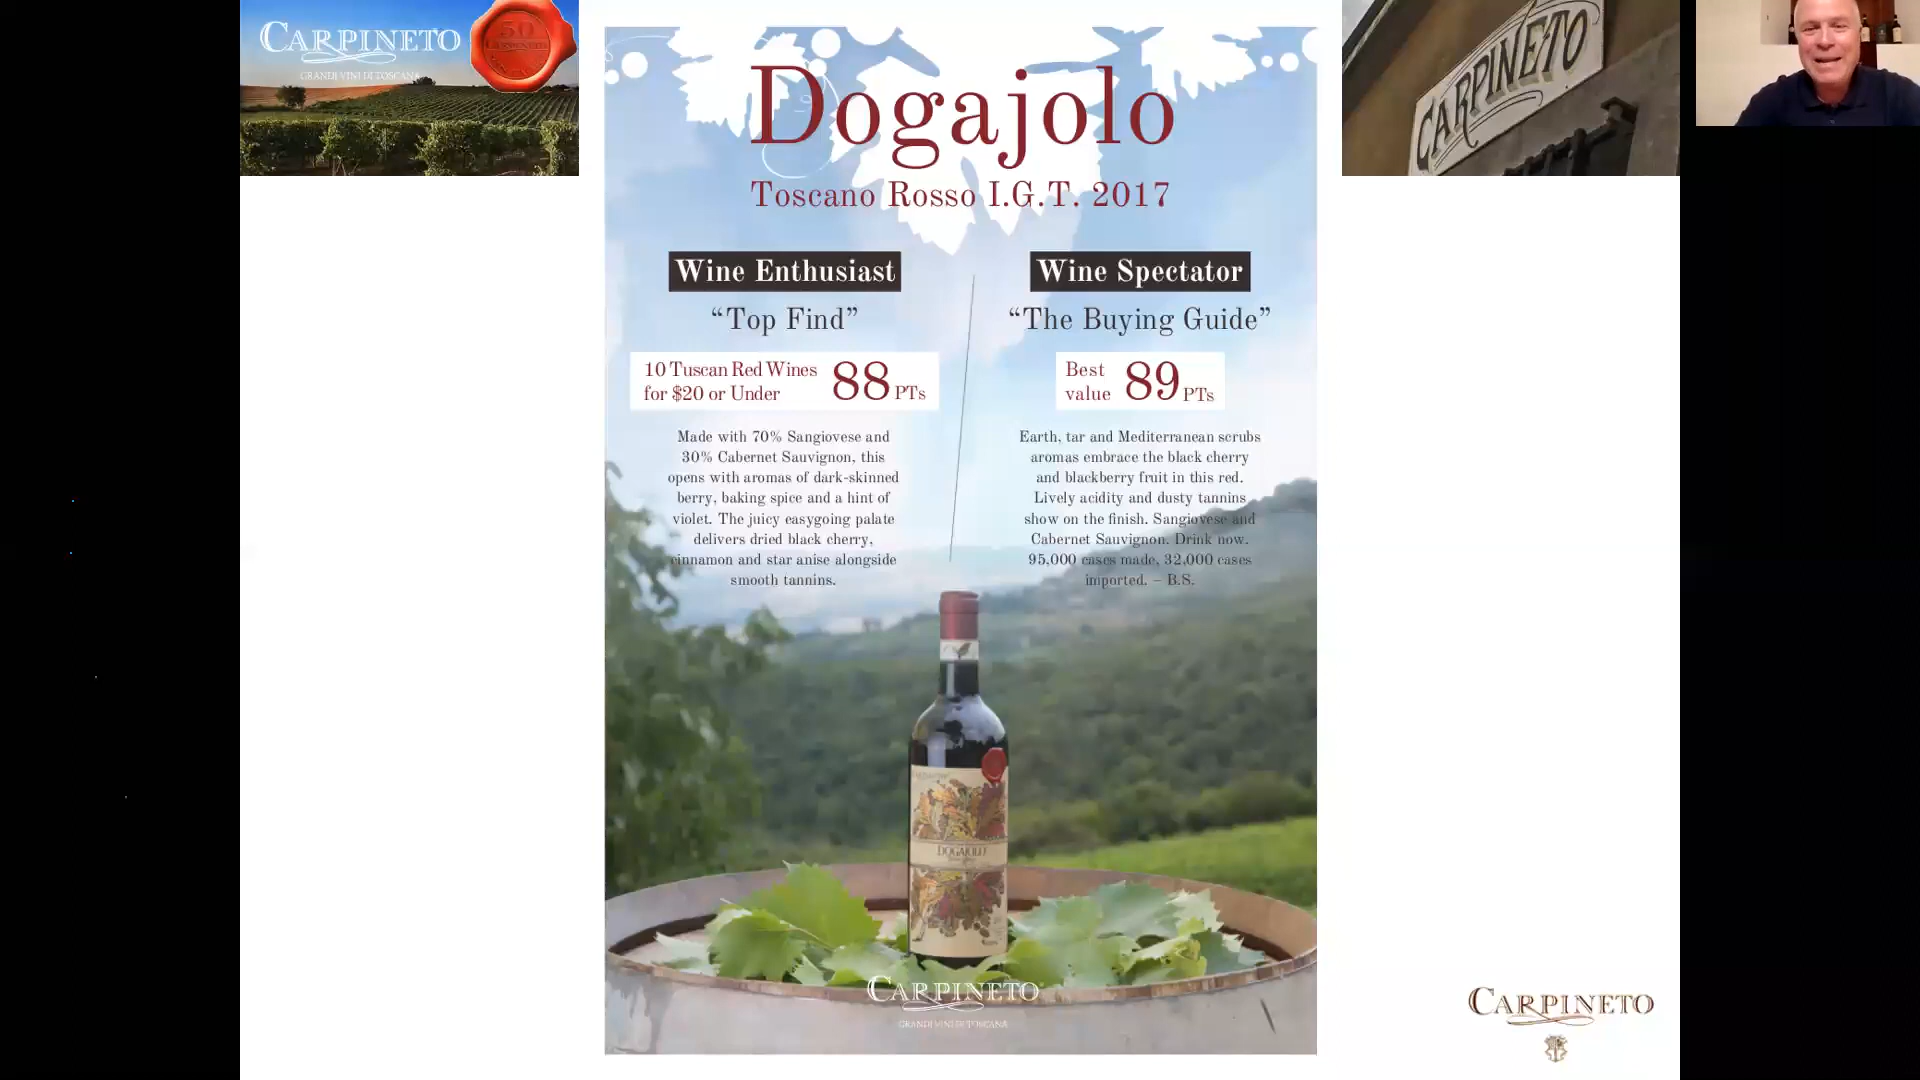 CARPINETO
GRANDI VINI DI TOSCANA
50
CARPINETO
Dogajolo
Toscano Rosso I.G.T. 2017
Wine Enthusiast
“Top Find”
10 Tuscan Red Wines
for $20 or Under
88 PTs
Made with 70% Sangiovese and
30% Cabernet Sauvignon, this
opens with aromas of dark-skinned
berry, baking spice and a hint of
violet. The juicy easygoing palate
delivers dried black cherry,
cinnamon and star anise alongside
smooth tannins.
Wine Spectator
“The Buying Guide”
Best
value
89 PTs
Earth, tar and Mediterranean scrubs
aromas embrace the black cherry
and blackberry fruit in this red.
Lively acidity and dusty tannins
show on the finish. Sangiovese and
Cabernet Sauvignon. Drink now.
95,000 cases made, 32,000 cases
imported. – B.S.
DOGAJOLO
CARPINETO
GRANDI VINI DI TOSCANA
CARPINETO